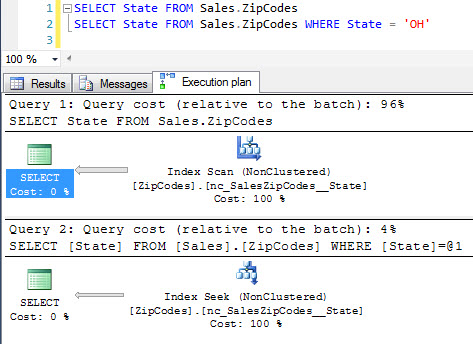 1 SELECT State FROM Sales.ZipCodes
2 SELECT State FROM Sales.ZipCodes WHERE State = 'OH'
3
100 %
Results Messages Execution plan
Query 1: Query cost (relative to the batch): 96%
SELECT State FROM Sales.ZipCodes
SELECT
Cost: 0 %
Index Scan (NonClustered)
[ZipCodes].[nc_SalesZipCodes__State]
Cost: 100 %
Query 2: Query cost (relative to the batch): 4%
SELECT [State] FROM [Sales].[ZipCodes] WHERE [State]=@1
SELECT
Cost: 0 %
Index Seek (NonClustered)
[ZipCodes].[nc_SalesZipCodes__State]
Cost: 100 %